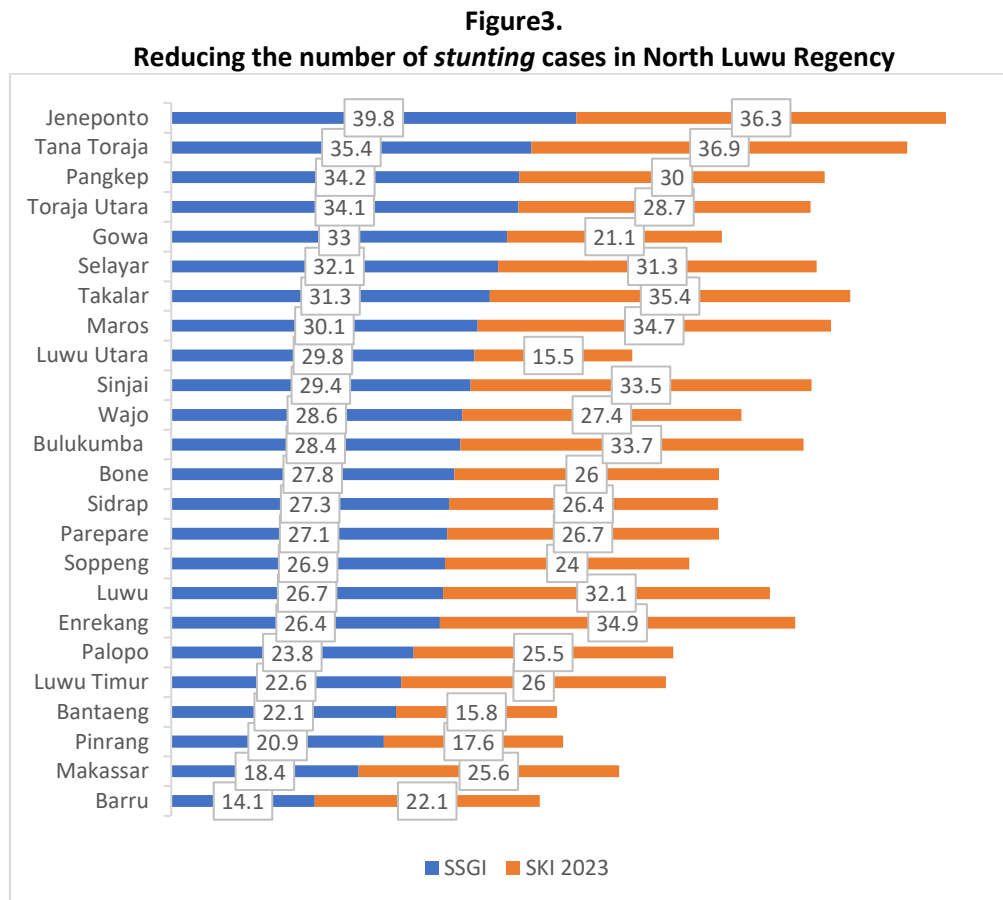 Figure3.
Reducing the number of stunting cases in North Luwu Regency
Jeneponto 39.8 36.3
Tana Toraja 35.4 36.9
Pangkep 34.2 30
Toraja Utara 34.1 28.7
Gowa 33 21.1
Selayar 32.1 31.3
Takalar 31.3 35.4
Maros 30.1 34.7
Luwu Utara 29.8 15.5
Sinjai 29.4 33.5
Wajo 28.6 27.4
Bulukumba 28.4 33.7
Bone 27.8 26
Sidrap 27.3 26.4
Parepare 27.1 26.7
Soppeng 26.9 24
Luwu 26.7 32.1
Enrekang 26.4 34.9
Palopo 23.8 25.5
Luwu Timur 22.6 26
Bantaeng 22.1 15.8
Pinrang 20.9 17.6
Makassar 18.4 25.6
Barru 14.1 22.1
SSGI SKI 2023